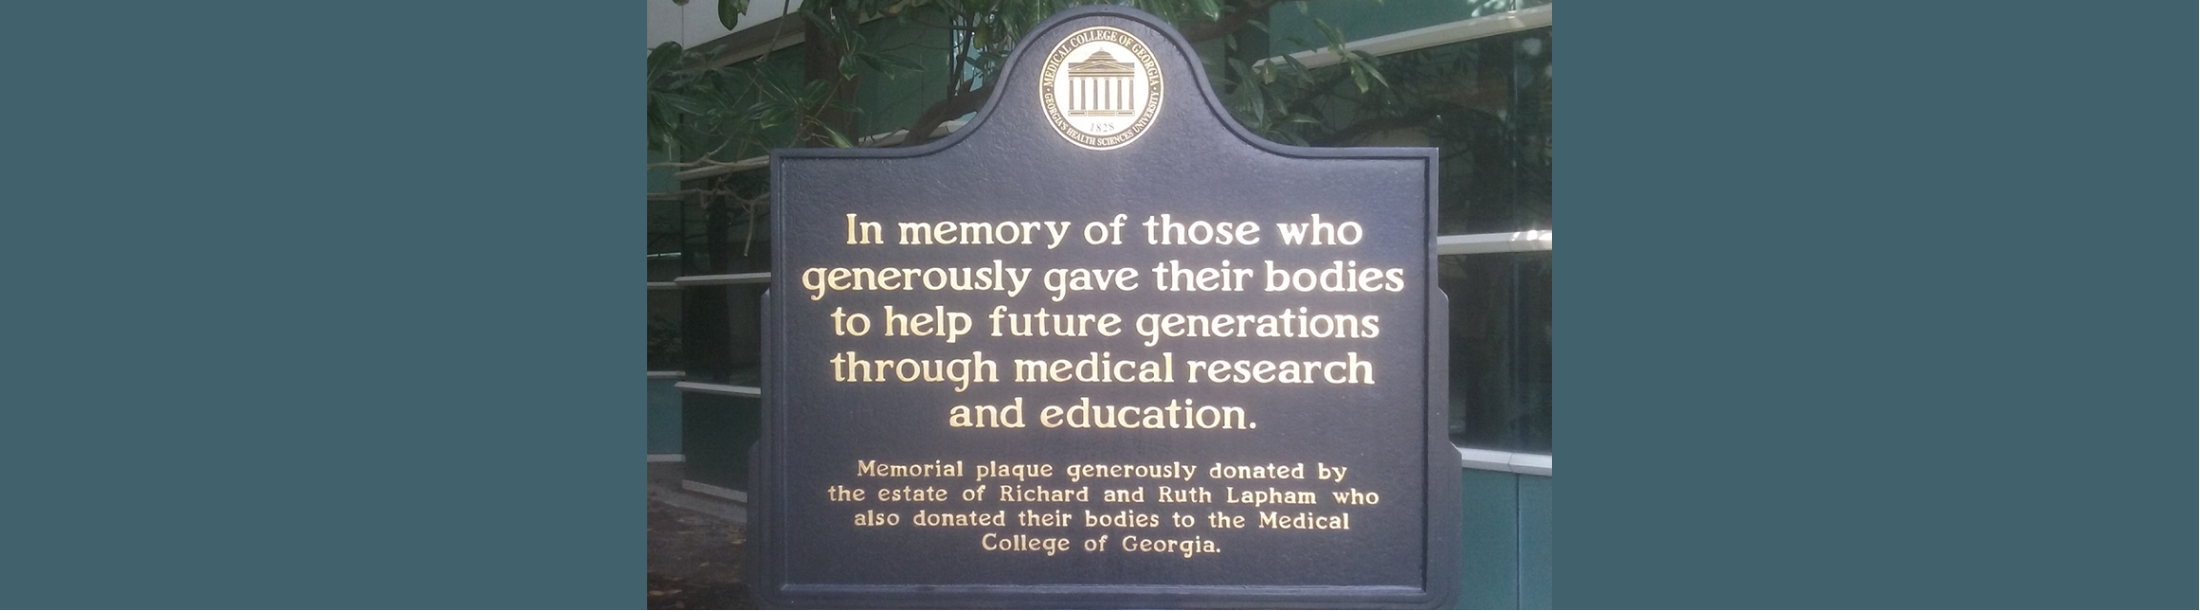 MEDICAL COLLEGE OF GEORGIA
GEORGIA'S HEALTH SCIENCES UNIVERSITY
1828
In memory of those who
generously gave their bodies
to help future generations
through medical research
and education.
Memorial plaque generously donated by
the estate of Richard and Ruth Lapham who
also donated their bodies to the Medical
College of Georgia.